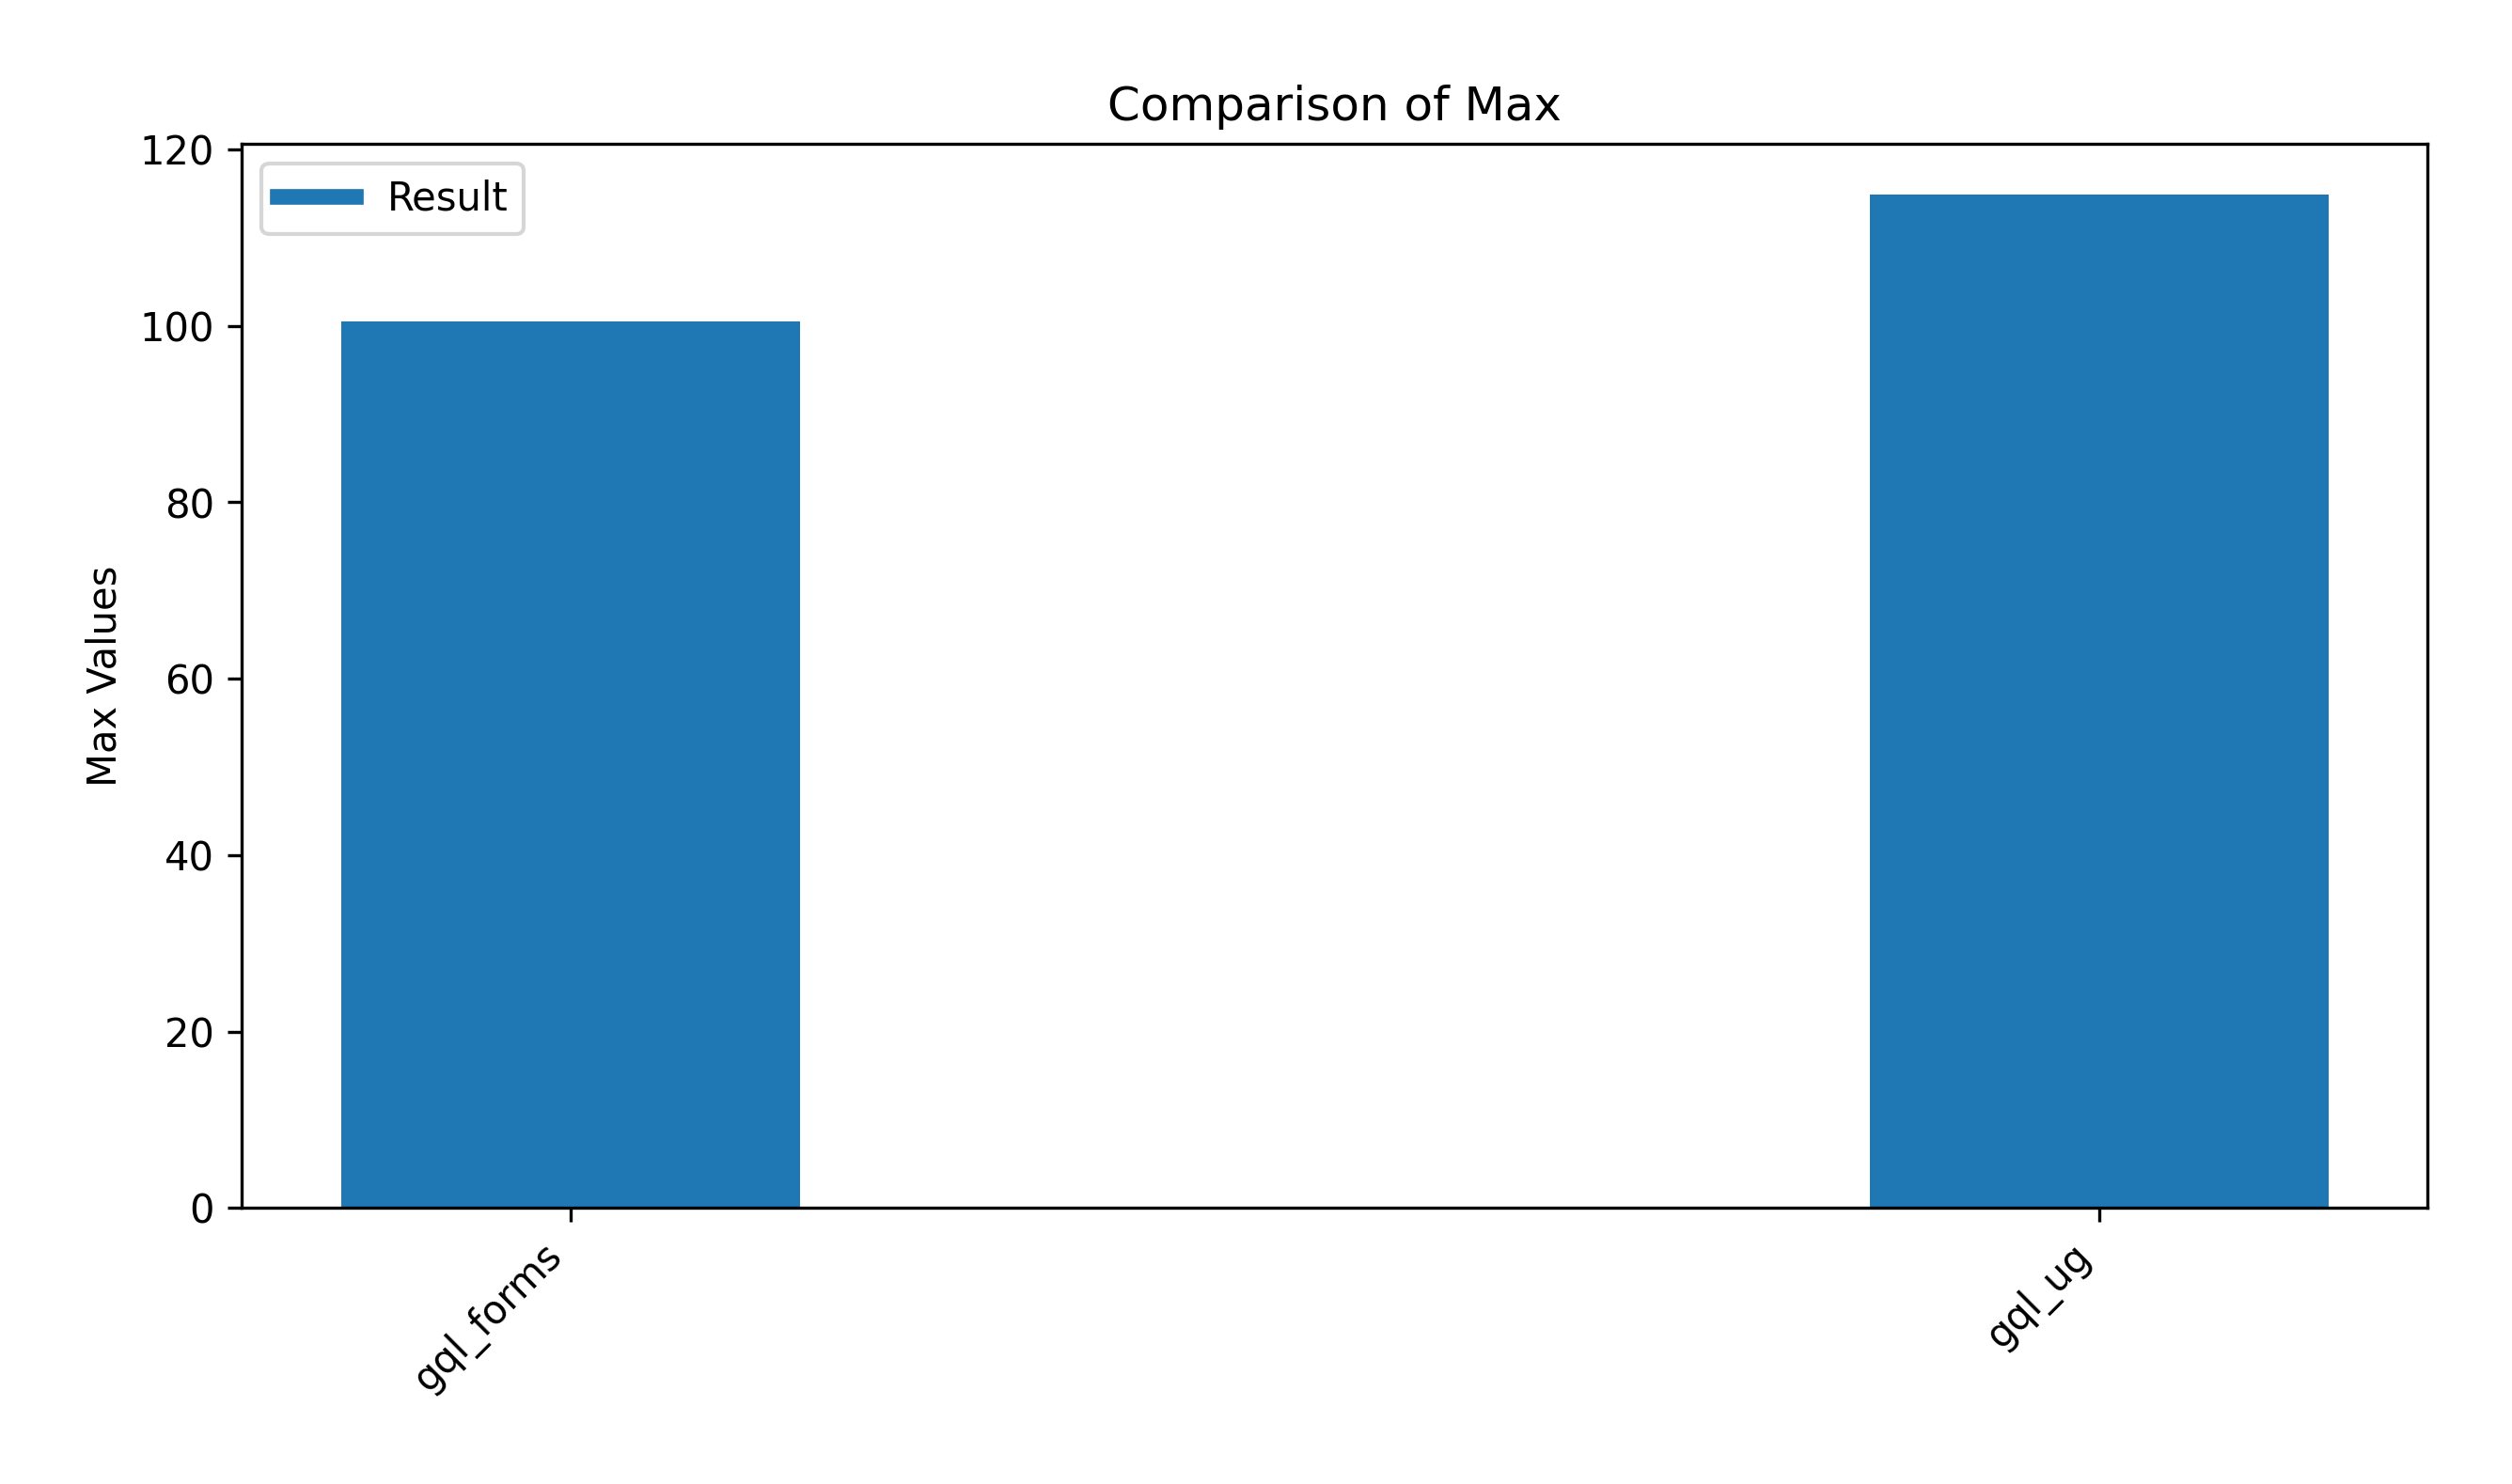 Comparison of Max
Result
Max Values
120
100
80
60
40
20
0
gql_forms
gql_ug